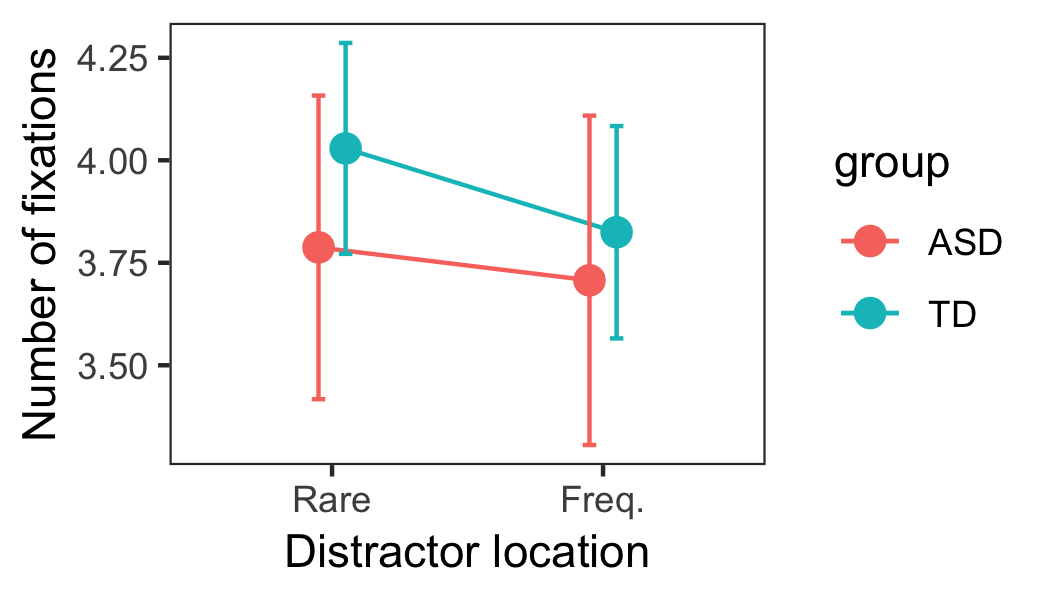 Number of fixations
4.25
4.00
3.75
3.50
Rare
Freq.
Distractor location
group
ASD
TD